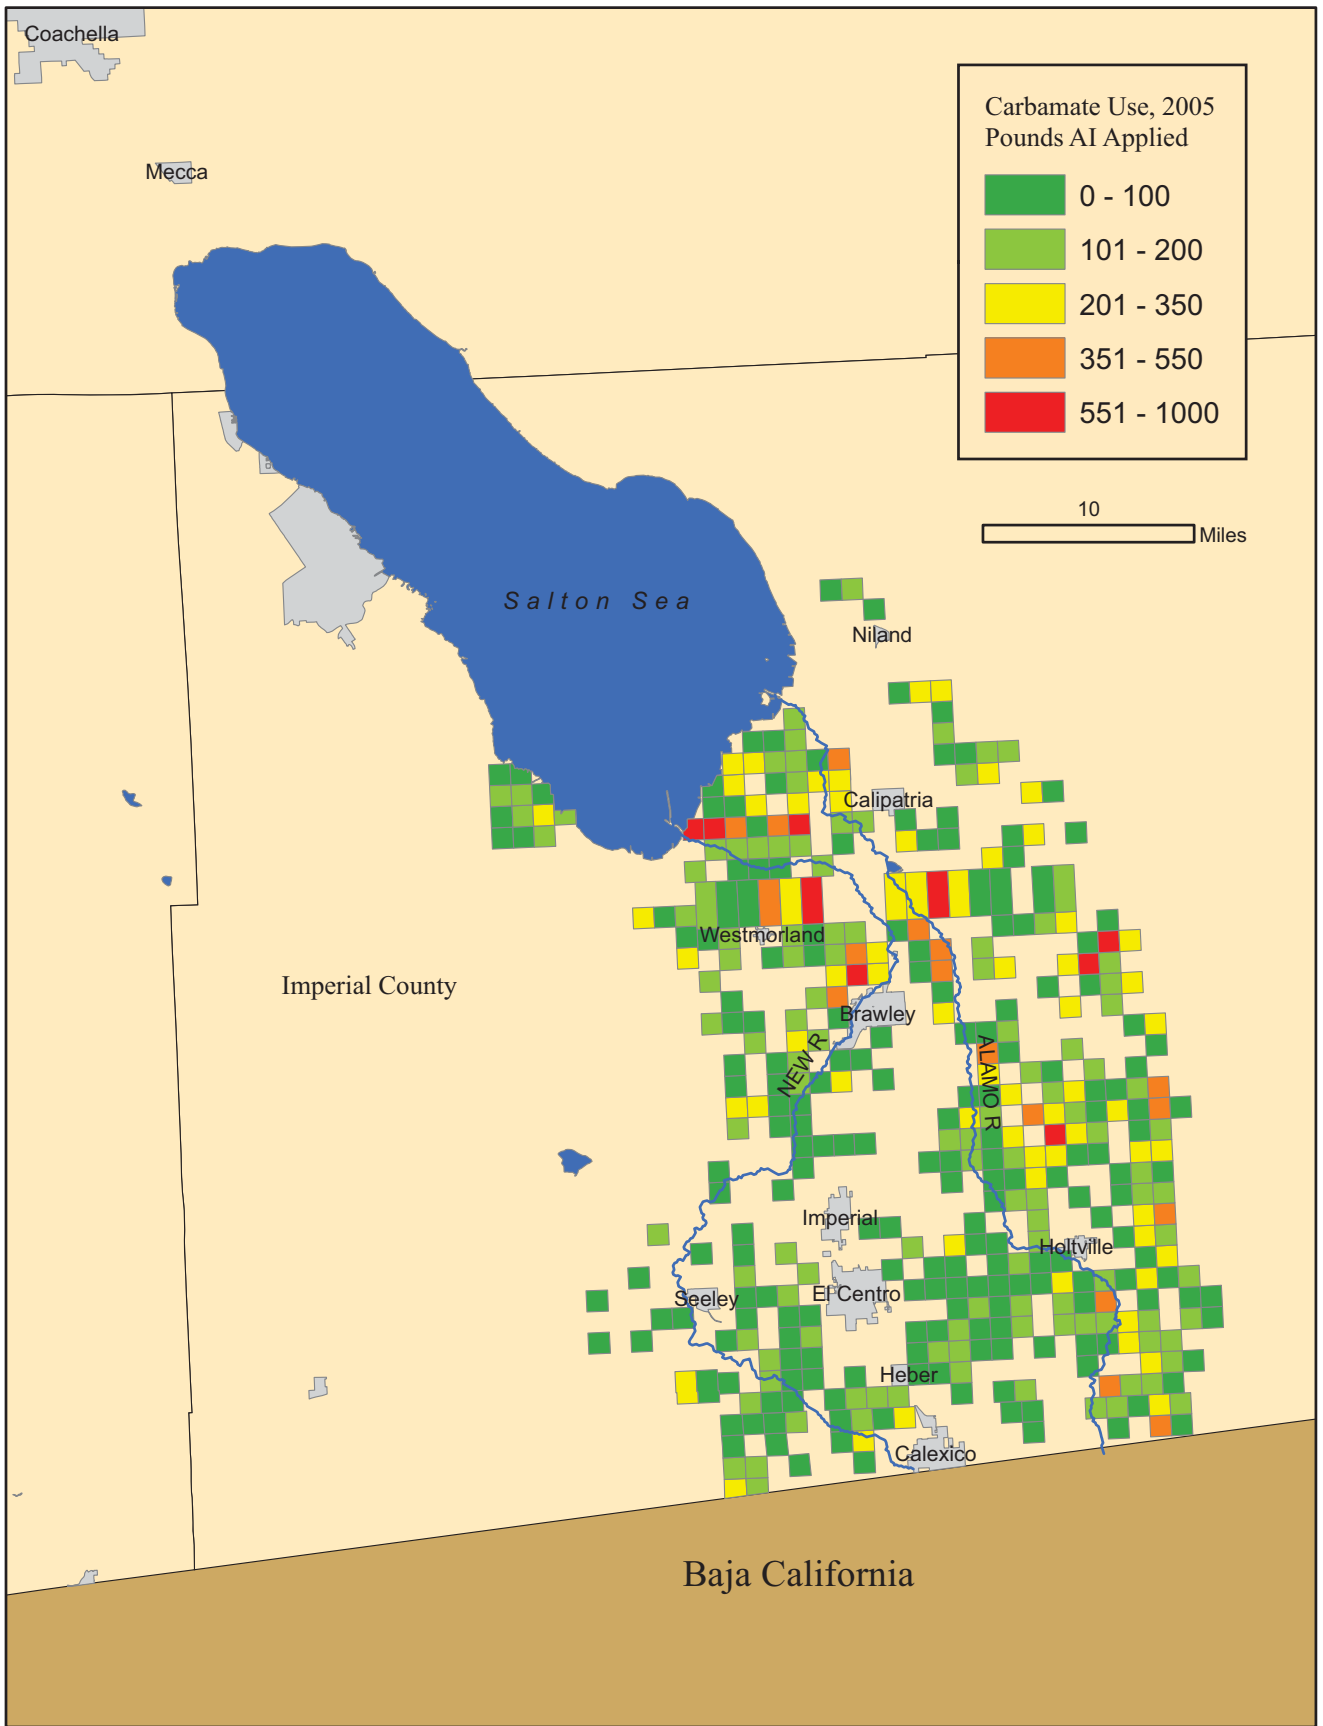 Coachella
Carbamate Use, 2005
Pounds AI Applied
Mecca
0 - 100
101 - 200
201 - 350
351 - 550
551 - 1000
10
Miles
Salton Sea
Niland
Calipatria
Westmorland
Imperial County
Brawley
NEW R
ALAMO R
Imperial
Holtville
Seeley
El Centro
Heber
Calexico
Baja California